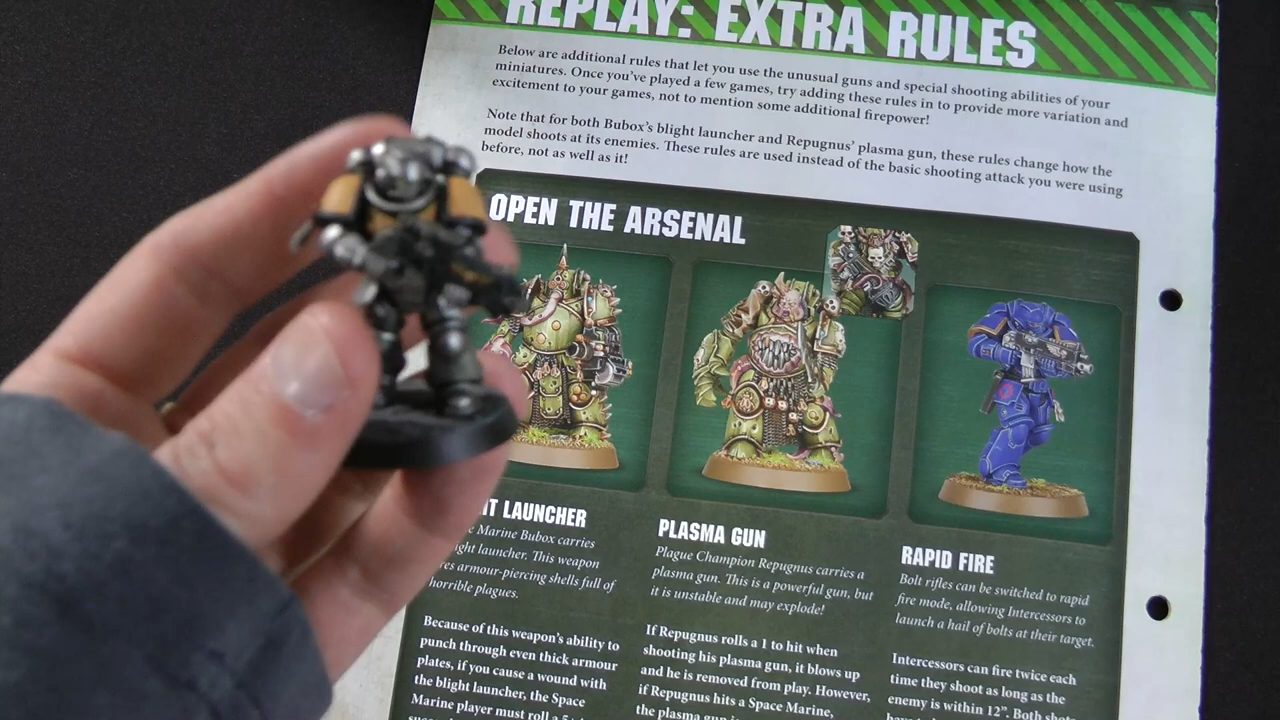 REPLAY: EXTRA RULES
Below are additional rules that let you use the unusual guns and special shooting abilities of your
miniatures. Once you've played a few games, try adding these rules in to provide more variation and
excitement to your games, not to mention some additional firepower!
Note that for both Bubox's blight launcher and Repugnus' plasma gun, these rules change how the
model shoots at its enemies. These rules are used instead of the basic shooting attack you were using
before, not as well as it!
OPEN THE ARSENAL
LAUNCHER
Marine Bubox carries
launcher. This weapon
armour-piercing shells full of
horrible plagues.
Because of this weapon's ability to
punch through even thick armour
plates, if you cause a wound with
the blight launcher, the Space
Marine player must roll a
PLASMA GUN
Plague Champion Repugnus carries a
plasma gun. This is a powerful gun, but
it is unstable and may explode!
If Repugnus rolls a 1 to hit when
shooting his plasma gun, it blows up
and he is removed from play. However,
if Repugnus hits a Space Marine,
the plasma gun
RAPID FIRE
Bolt rifles can be switched to rapid
fire mode, allowing Intercessors to
launch a hail of bolts at their target.
Intercessors can fire twice each
time they shoot as long as the
enemy is within 12". Both shots